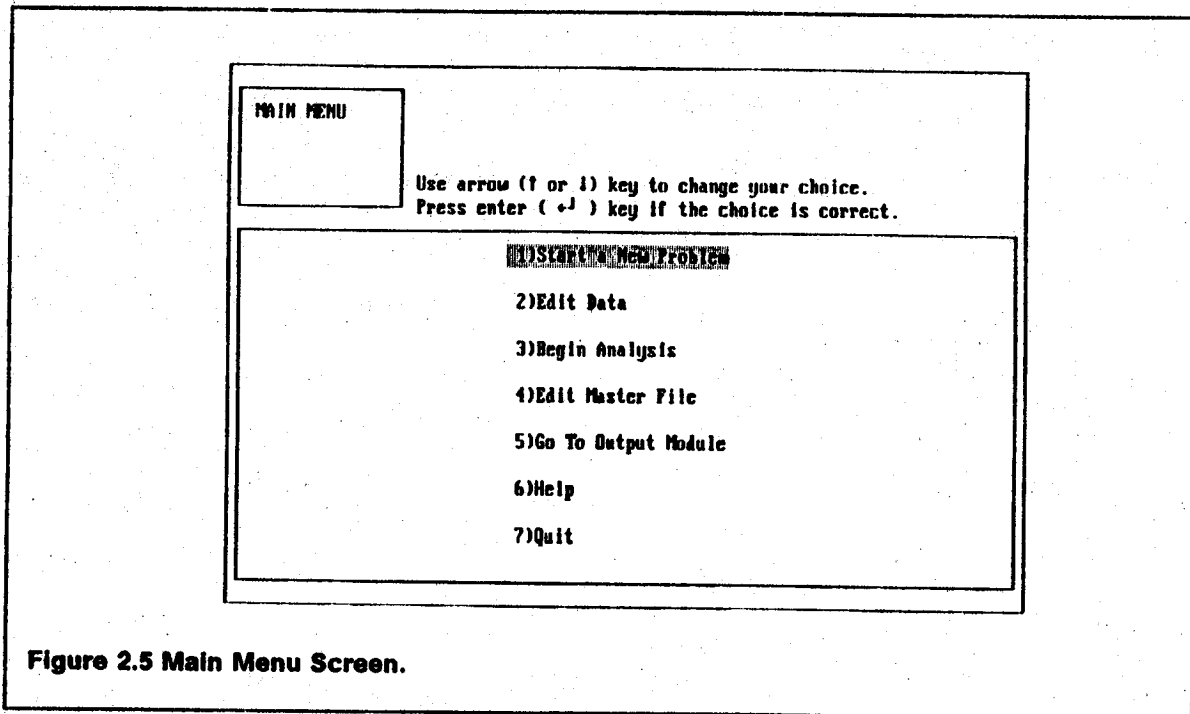 MAIN MENU
Use arrow (↑ or ↓) key to change your choice.
Press enter ( ↵ ) key if the choice is correct.
1)Start a New Problem
2)Edit Data
3)Begin Analysis
4)Edit Master File
5)Go To Output Module
6)Help
7)Quit
Figure 2.5 Main Menu Screen.